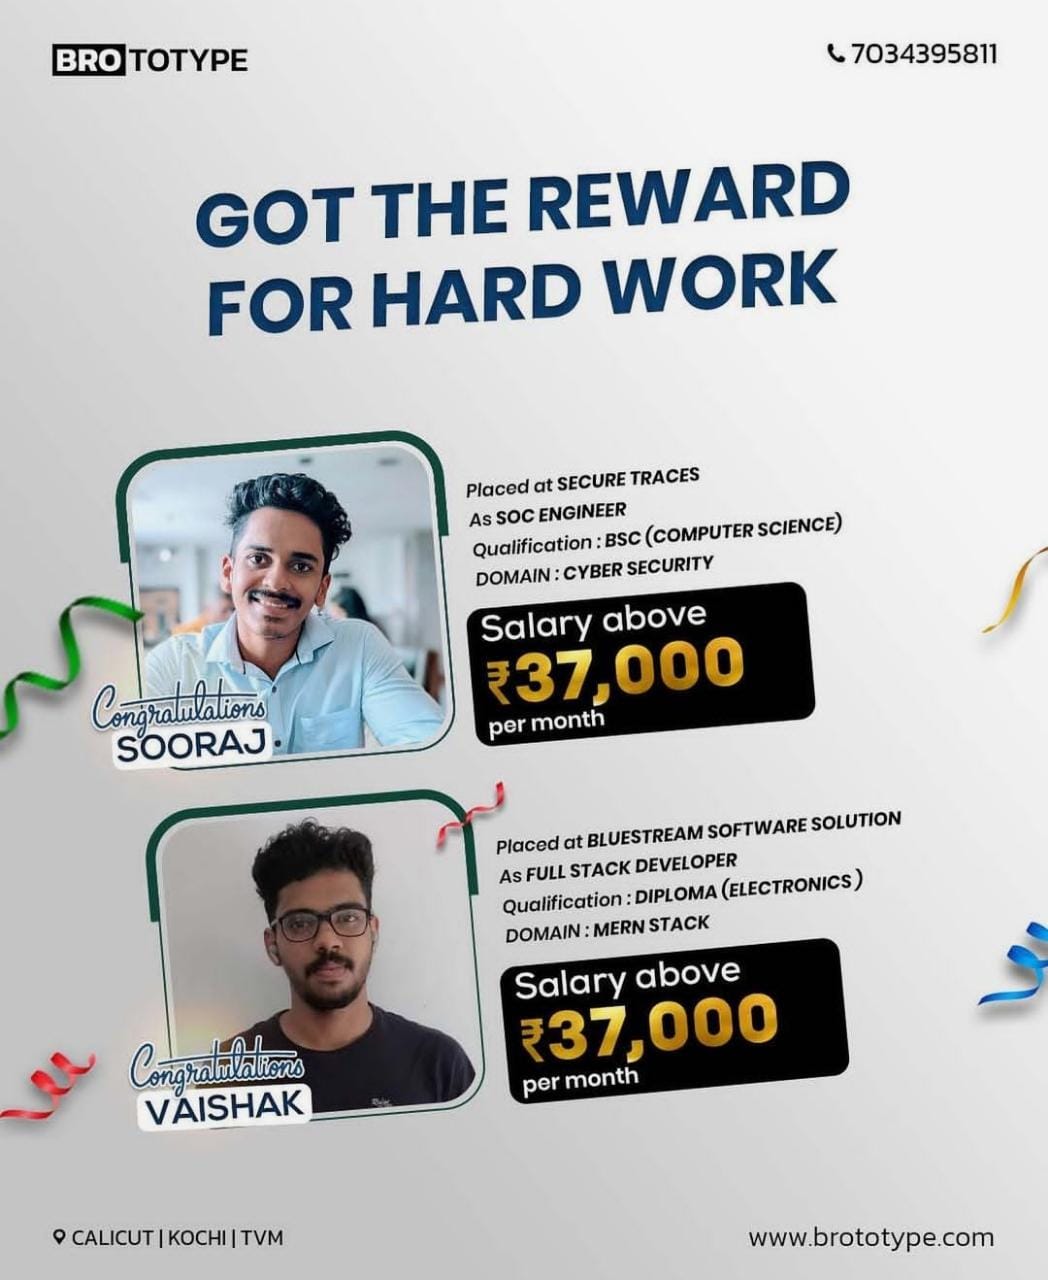 BROTOTYPE
7034395811
GOT THE REWARD
FOR HARD WORK
Placed at SECURE TRACES
As SOC ENGINEER
Qualification : BSC (COMPUTER SCIENCE)
DOMAIN : CYBER SECURITY
Salary above
₹37,000
per month
Congratulations
SOORAJ
Placed at BLUESTREAM SOFTWARE SOLUTION
As FULL STACK DEVELOPER
Qualification : DIPLOMA (ELECTRONICS )
DOMAIN : MERN STACK
Salary above
₹37,000
per month
Congratulations
VAISHAK
CALICUT | KOCHI | TVM
www.brototype.com